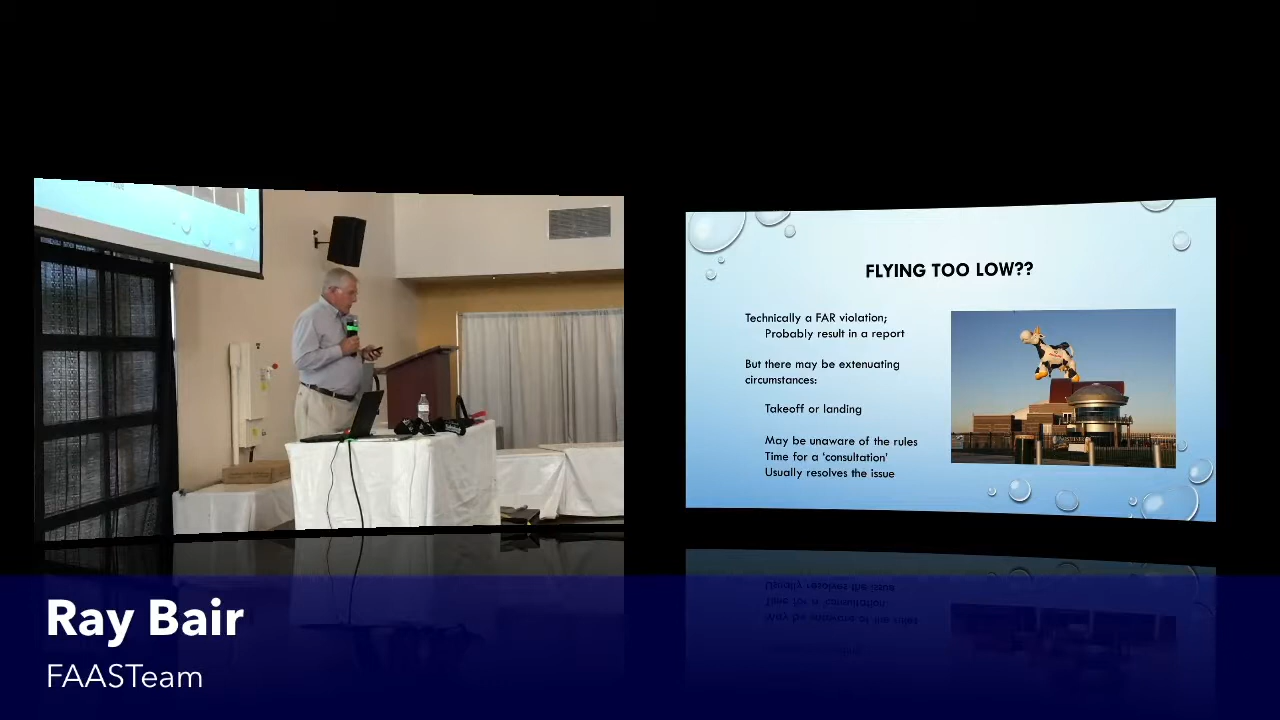 FLYING TOO LOW??
Technically a FAR violation;
Probably result in a report
But there may be extenuating
circumstances:
Takeoff or landing
May be unaware of the rules
Time for a ‘consultation’
Usually resolves the issue
Ray Bair
FAASTeam